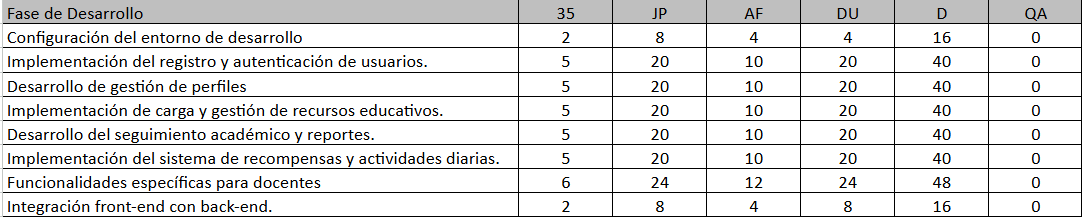 Fase de Desarrollo 35 JP AF DU D QA
Configuración del entorno de desarrollo 2 8 4 4 16 0
Implementación del registro y autenticación de usuarios. 5 20 10 20 40 0
Desarrollo de gestión de perfiles 5 20 10 20 40 0
Implementación de carga y gestión de recursos educativos. 5 20 10 20 40 0
Desarrollo del seguimiento académico y reportes. 5 20 10 20 40 0
Implementación del sistema de recompensas y actividades diarias. 5 20 10 20 40 0
Funcionalidades específicas para docentes 6 24 12 24 48 0
Integración front-end con back-end. 2 8 4 8 16 0